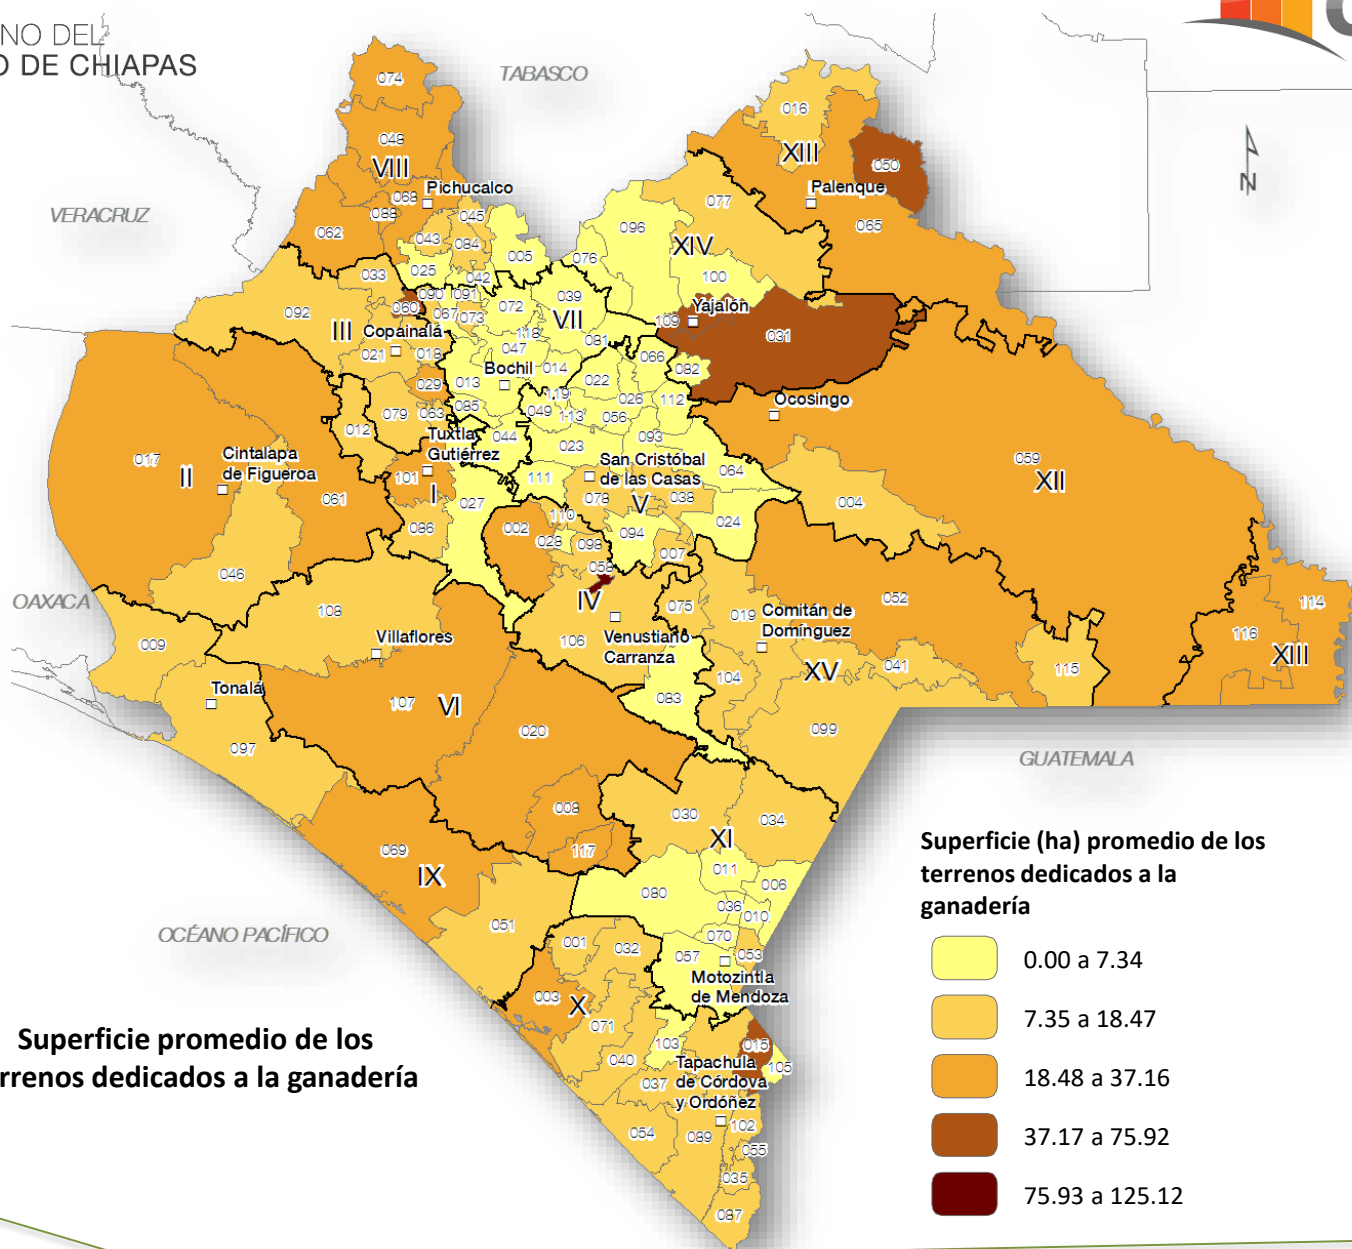 NO DEL
O DE CHIAPAS
TABASCO
VERACRUZ
OAXACA
OCÉANO PACÍFICO
GUATEMALA
N
074
048
VIII
Pichucalco
068
088
062
045
043
084
005
025
042
033
092
III
060
090
091
067
073
072
039
VII
118
047
081
Copainalá
021
018
Bochil
014
013
029
119
085
079
063
012
049
113
022
026
066
056
112
082
Tuxtla
Gutiérrez
044
023
093
101
I
027
086
111
San Cristóbal
de las Casas
078
V
038
064
024
094
007
110
028
098
002
058
IV
106
Venustiano
Carranza
075
083
016
XIII
050
Palenque
065
077
XIV
096
076
100
Yajalón
109
031
Ocosingo
059
XII
004
052
019
Comitán de
Domínguez
104
XV
041
099
115
114
116
XIII
017
II
Cintalapa
de Figueroa
061
046
009
108
Villaflores
Tonalá
097
107
VI
020
008
117
069
IX
051
030
XI
034
011
080
006
036
010
070
057
053
Motozintla
de Mendoza
001
032
003
X
071
103
015
105
040
Tapachula
de Córdova
y Ordóñez
037
054
089
102
055
035
087
Superficie promedio de los
rrenos dedicados a la ganadería
Superficie (ha) promedio de los
terrenos dedicados a la
ganadería
0.00 a 7.34
7.35 a 18.47
18.48 a 37.16
37.17 a 75.92
75.93 a 125.12